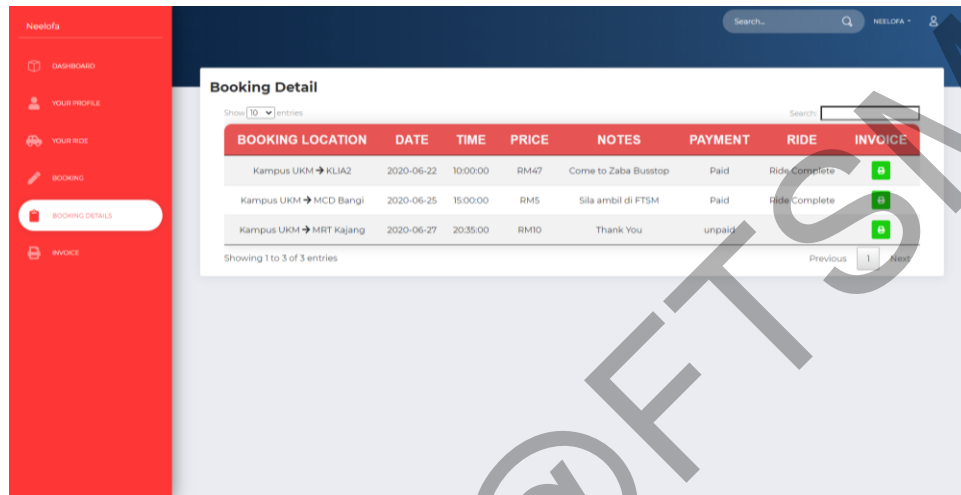 Neelofa
Search...
NEELOFA
DASHBOARD
YOUR PROFILE
YOUR RIDE
BOOKING
BOOKING DETAILS
INVOICE
Booking Detail
Show 10 entries
Search:
BOOKING LOCATION DATE TIME PRICE NOTES PAYMENT RIDE INVOICE
Kampus UKM → KLIA2 2020-06-22 10:00:00 RM47 Come to Zaba Busstop Paid Ride Complete
Kampus UKM → MCD Bangi 2020-06-25 15:00:00 RM5 Sila ambil di FTSM Paid Ride Complete
Kampus UKM → MRT Kajang 2020-06-27 20:35:00 RM10 Thank You unpaid
Showing 1 to 3 of 3 entries
Previous 1 Next
@FTSM